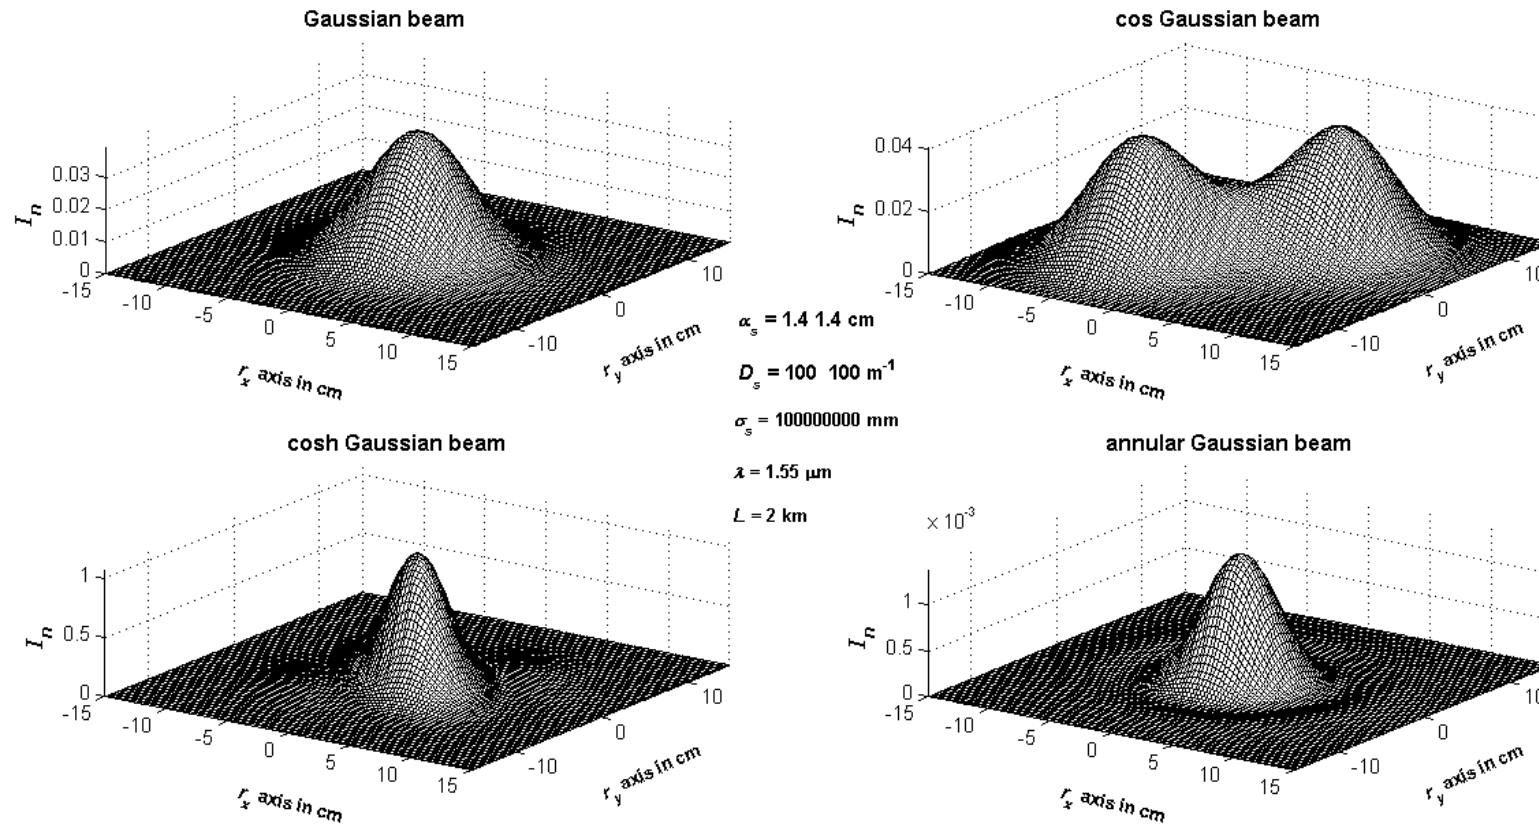 Gaussian beam
0.03
0.02
0.01
0
I_n
-15
-10
-5
0
5
10
15
r_x axis in cm
-10
0
10
r_y axis in cm
cos Gaussian beam
0.04
0.02
0
I_n
-15
-10
-5
0
5
10
15
r_x axis in cm
-10
0
10
r_y axis in cm
α_s = 1.4 1.4 cm
D_s = 100 100 m⁻¹
σ_s = 100000000 mm
λ = 1.55 μm
L = 2 km
cosh Gaussian beam
1
0.5
0
I_n
-15
-10
-5
0
5
10
15
r_x axis in cm
-10
0
10
r_y axis in cm
annular Gaussian beam
× 10⁻³
1
0.5
0
I_n
-15
-10
-5
0
5
10
15
r_x axis in cm
-10
0
10
r_y axis in cm